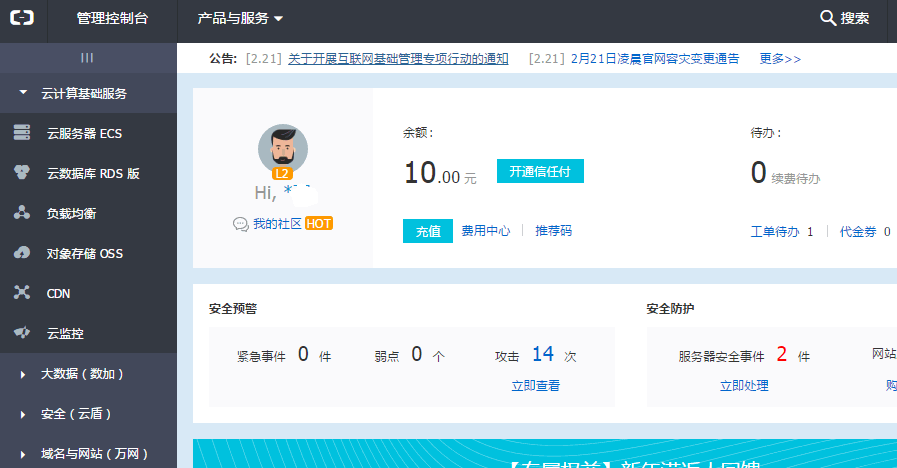 管理控制台 产品与服务 搜索
公告: [2.21] 关于开展互联网基础管理专项行动的通知 [2.21] 2月21日凌晨官网容灾变更通告 更多>>
云计算基础服务
云服务器 ECS
云数据库 RDS 版
负载均衡
对象存储 OSS
CDN
云监控
大数据 ( 数加 )
安全 ( 云盾 )
域名与网站 ( 万网 )
L2
Hi, *
我的社区 HOT
余额 :
10.00 元 开通信任付
充值 费用中心 推荐码
待办 :
0 续费待办
工单待办 1 代金券 0
安全预警
紧急事件 0 件 弱点 0 个 攻击 14 次
立即查看
安全防护
服务器安全事件 2 件 网站
立即处理 购